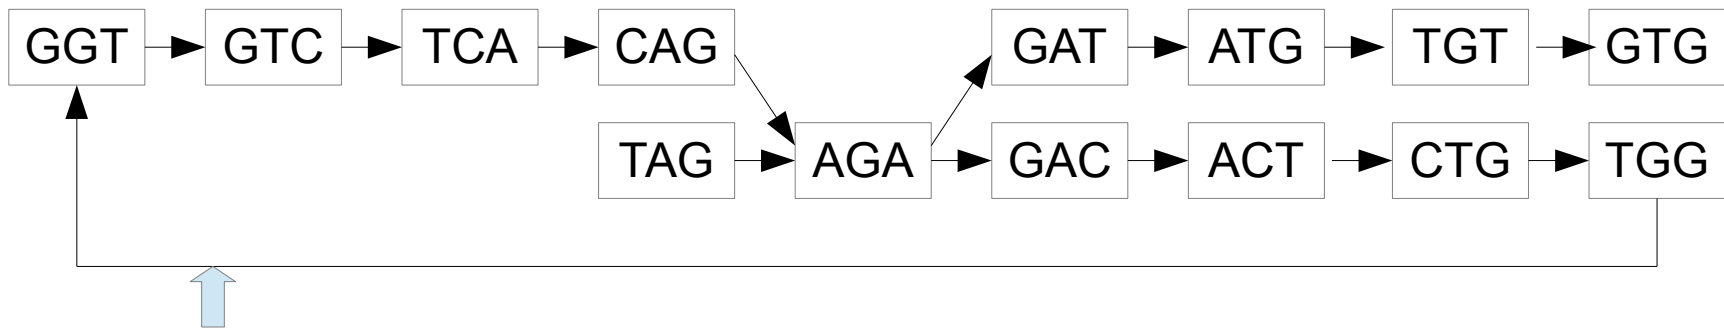 GGT GTC TCA CAG GAT ATG TGT GTG
TAG AGA GAC ACT CTG TGG